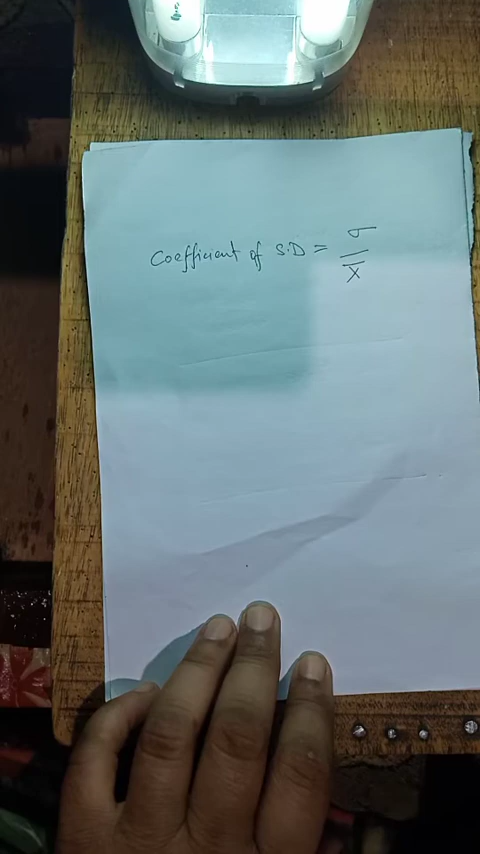 Coefficient of S.D = σ / x̄